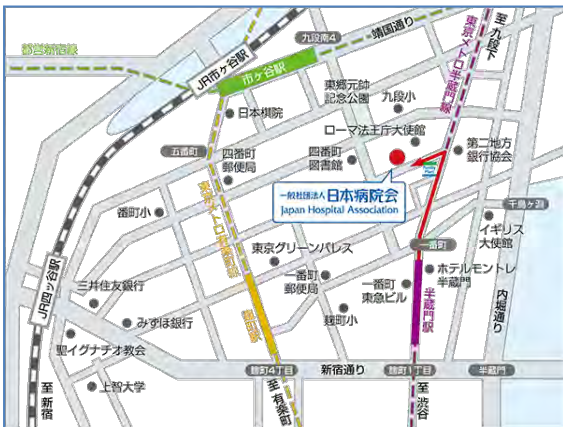 至九段下
九段南4
靖国通り
都営新宿線
JR市ヶ谷駅
市ヶ谷駅
東京メトロ半蔵門線
東郷元帥
記念公園
九段小
日本棋院
ローマ法王庁大使館
第二地方
銀行協会
五番町
四番町
郵便局
四番町
図書館
一般社団法人日本病院会
Japan Hospital Association
千鳥ヶ淵
番町小
東京メトロ有楽町線
イギリス
大使館
一番町
東京グリーンパレス
ホテルモントレ
半蔵門
一番町
郵便局
一番町
東急ビル
内堀通り
JR四ッ谷駅
三井住友銀行
みずほ銀行
麹町駅
麹町小
半蔵門駅
聖イグナチオ教会
麹町4丁目
新宿通り
麹町1丁目
半蔵門
至新宿
上智大学
至有楽町
至渋谷